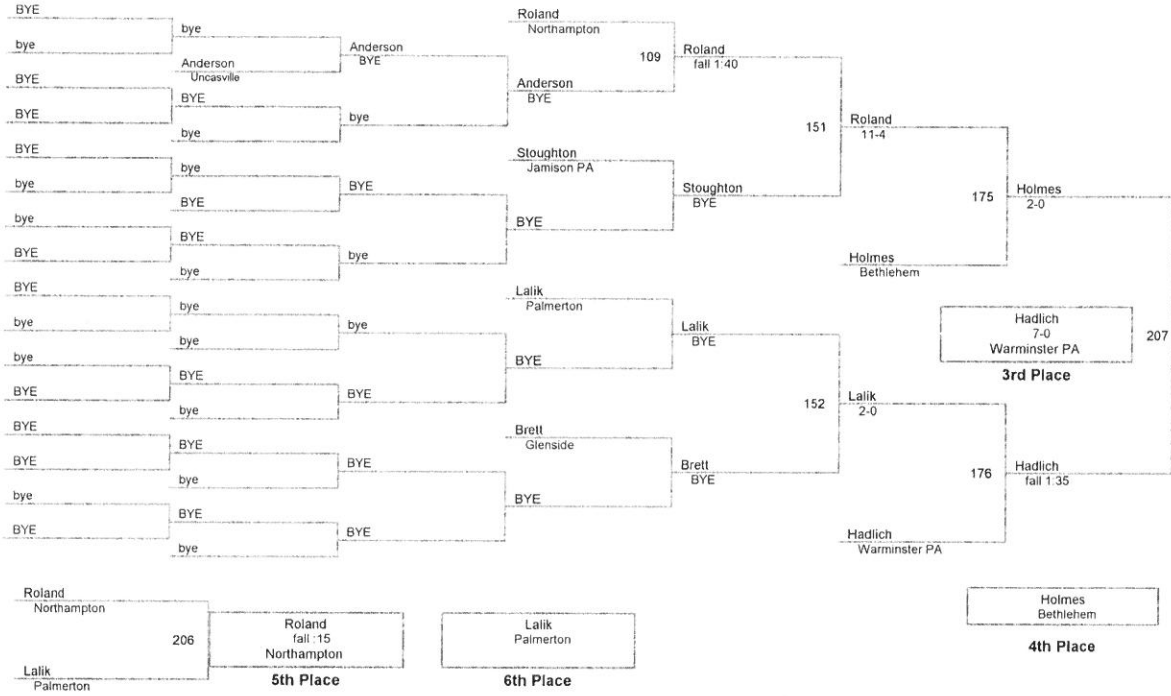 BYE
bye
BYE
BYE
BYE
bye
bye
BYE
BYE
bye
bye
BYE
BYE
BYE
bye
BYE
bye
Anderson
Uncasville
BYE
bye
bye
BYE
BYE
bye
bye
bye
BYE
bye
BYE
bye
BYE
bye
Anderson
BYE
bye
BYE
bye
bye
BYE
BYE
BYE
Roland
Northampton
109
Anderson
BYE
Stoughton
Jamison PA
BYE
Lalik
Palmerton
BYE
Brett
Glenside
BYE
Roland
fall 1:40
151
Stoughton
BYE
Lalik
BYE
152
Brett
BYE
Roland
11-4
175
Holmes
Bethlehem
Lalik
2-0
176
Hadlich
Warminster PA
Holmes
2-0
207
Hadlich
fall 1:35
Hadlich
7-0
Warminster PA
3rd Place
Holmes
Bethlehem
4th Place
Roland
Northampton
206
Lalik
Palmerton
Roland
fall :15
Northampton
5th Place
Lalik
Palmerton
6th Place